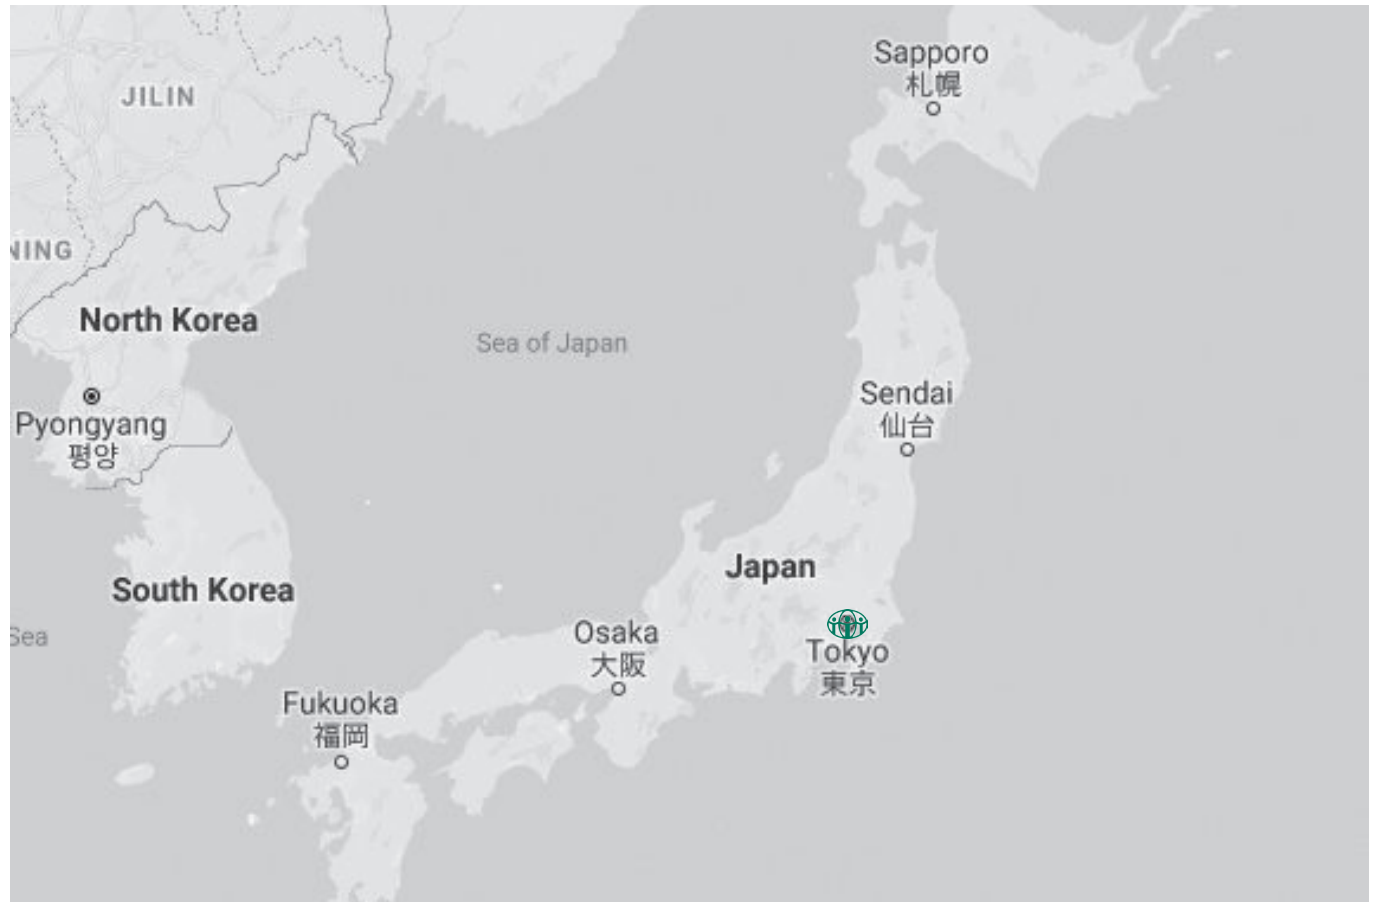 Sapporo
札幌
JILIN
NING
North Korea
Sea of Japan
Pyongyang
평양
Sendai
仙台
Japan
South Korea
Sea
Osaka
大阪
Tokyo
東京
Fukuoka
福岡